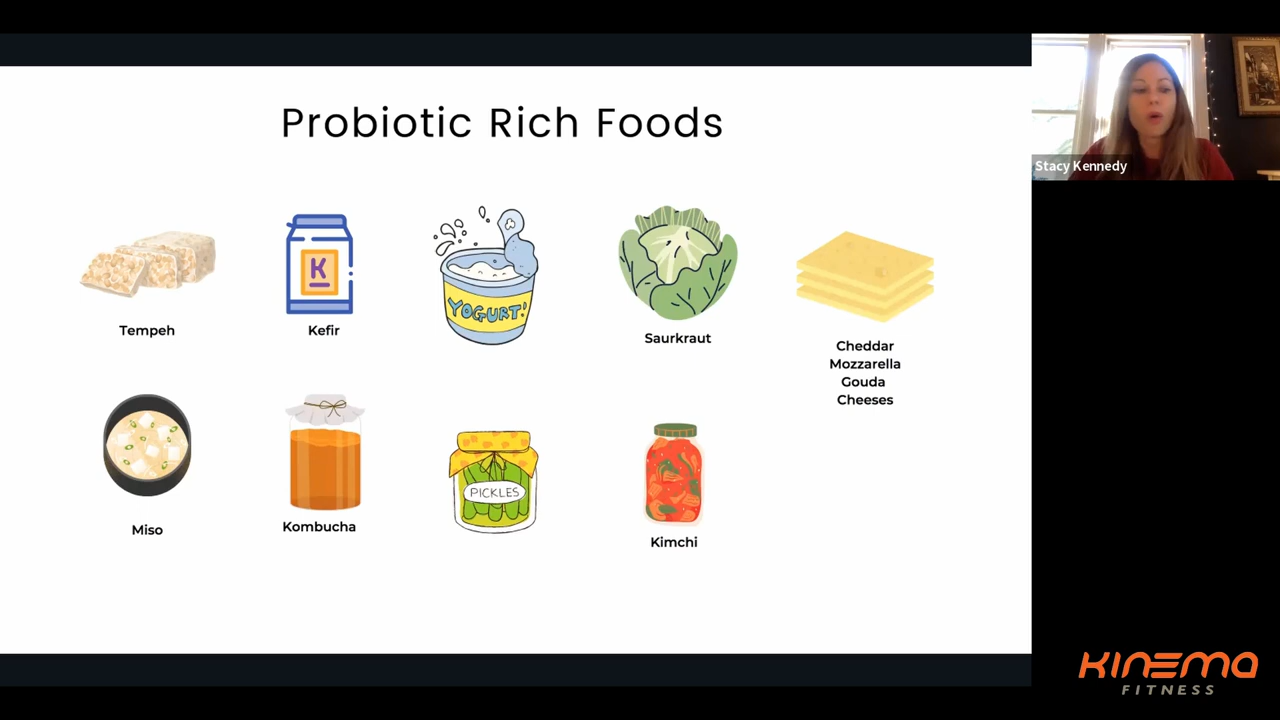 Probiotic Rich Foods
Stacy Kennedy
K
YOGURT!
Tempeh
Kefir
Saurkraut
Cheddar
Mozzarella
Gouda
Cheeses
PICKLES
Miso
Kombucha
Kimchi
KINEMA
FITNESS